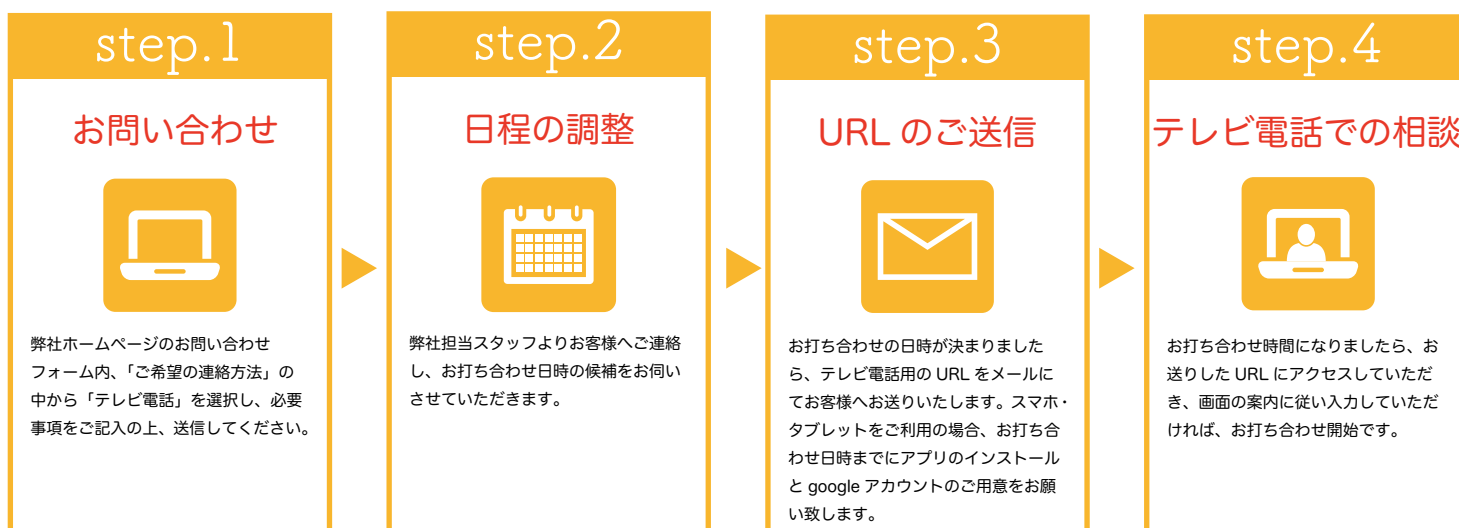 step.1
お問い合わせ
弊社ホームページのお問い合わせ
フォーム内、「ご希望の連絡方法」の
中から「テレビ電話」を選択し、必要
事項をご記入の上、送信してください。
step.2
日程の調整
弊社担当スタッフよりお客様へご連絡
し、お打ち合わせ日時の候補をお伺い
させていただきます。
step.3
URL のご送信
お打ち合わせの日時が決まりました
ら、テレビ電話用の URL をメールに
てお客様へお送りいたします。スマホ・
タブレットをご利用の場合、お打ち合
わせ日時までにアプリのインストール
と google アカウントのご用意をお願
い致します。
step.4
テレビ電話での相談
お打ち合わせ時間になりましたら、お
送りした URL にアクセスしていただ
き、画面の案内に従い入力していただ
ければ、お打ち合わせ開始です。